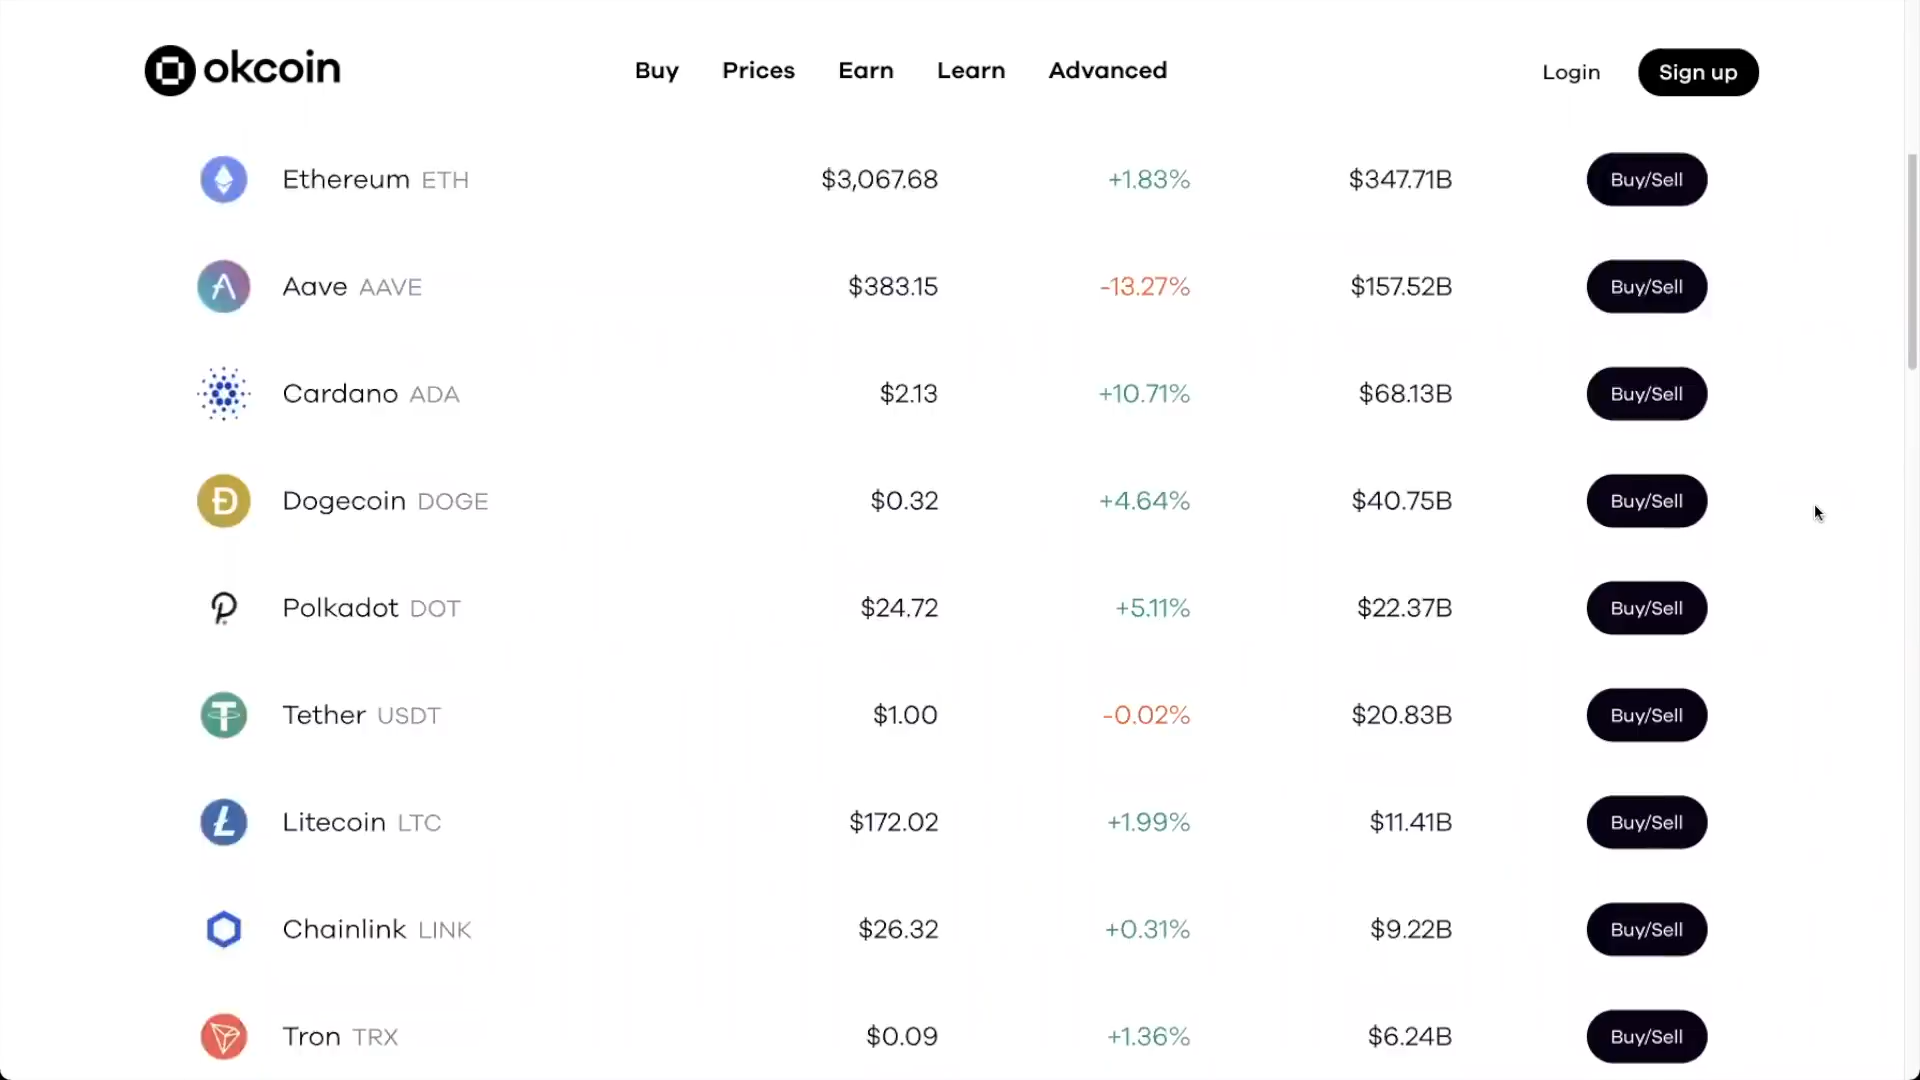 okcoin Buy Prices Earn Learn Advanced Login Sign up
Ethereum ETH $3,067.68 +1.83% $347.71B Buy/Sell
Aave AAVE $383.15 -13.27% $157.52B Buy/Sell
Cardano ADA $2.13 +10.71% $68.13B Buy/Sell
Dogecoin DOGE $0.32 +4.64% $40.75B Buy/Sell
Polkadot DOT $24.72 +5.11% $22.37B Buy/Sell
Tether USDT $1.00 -0.02% $20.83B Buy/Sell
Litecoin LTC $172.02 +1.99% $11.41B Buy/Sell
Chainlink LINK $26.32 +0.31% $9.22B Buy/Sell
Tron TRX $0.09 +1.36% $6.24B Buy/Sell